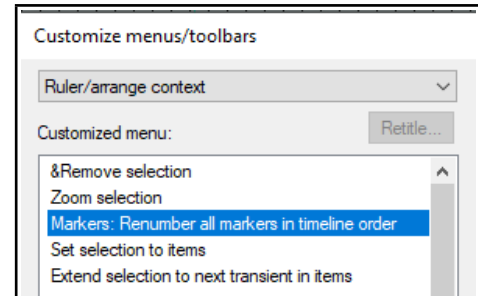 Customize menus/toolbars
Ruler/arrange context
Customized menu:
Retitle...
&Remove selection
Zoom selection
Markers: Renumber all markers in timeline order
Set selection to items
Extend selection to next transient in items